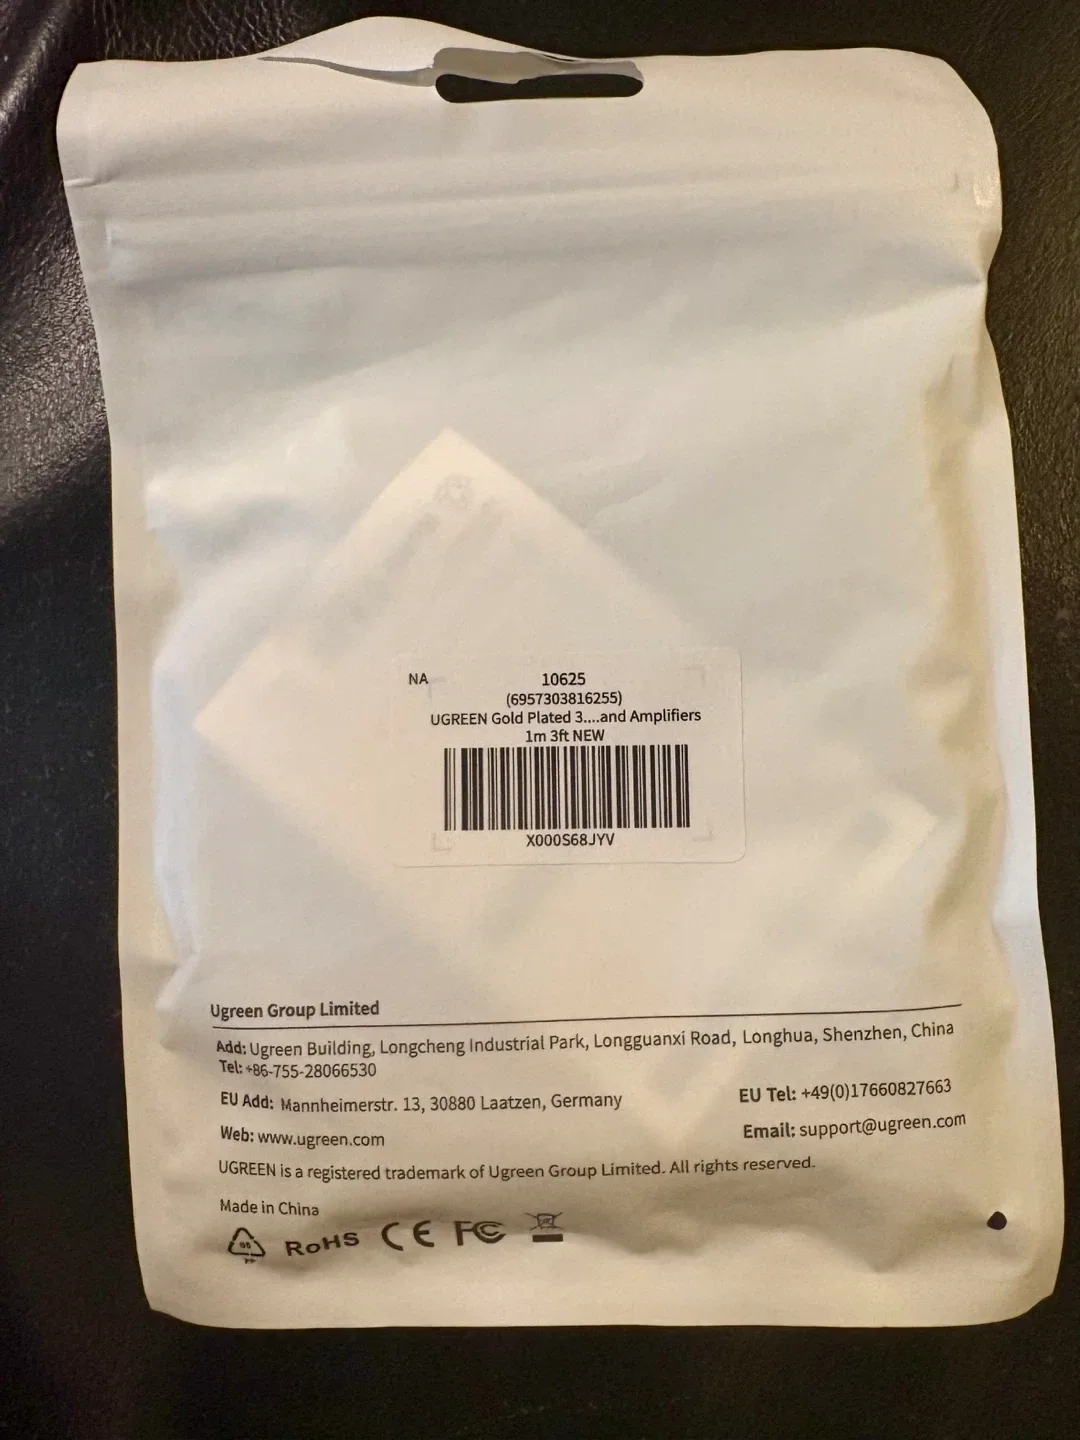 NA
10625
(6957303816255)
UGREEN Gold Plated 3....and Amplifiers
1m 3ft NEW
X000S68JYV
Ugreen Group Limited
Add: Ugreen Building, Longcheng Industrial Park, Longguanxi Road, Longhua, Shenzhen, China
Tel: +86-755-28066530
EU Add: Mannheimerstr. 13, 30880 Laatzen, Germany
EU Tel: +49(0)17660827663
Web: www.ugreen.com
Email: support@ugreen.com
UGREEN is a registered trademark of Ugreen Group Limited. All rights reserved.
Made in China
RoHS CE FC